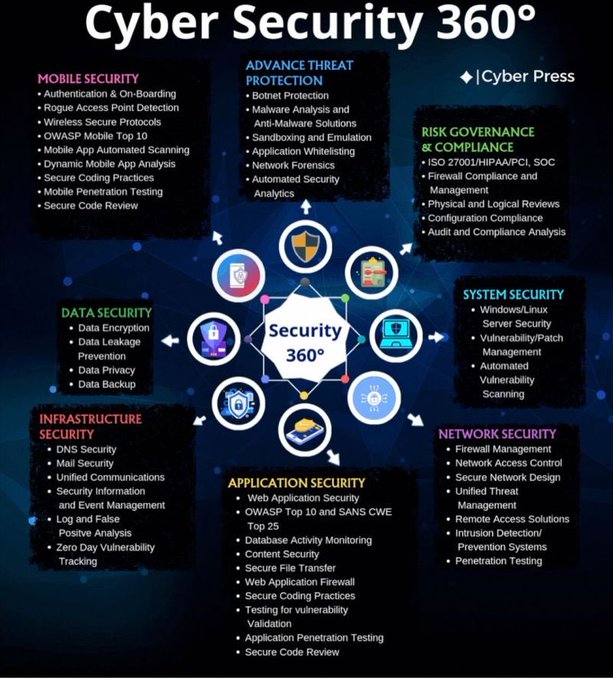 Cyber Security 360°
MOBILE SECURITY
• Authentication & On-Boarding
• Rogue Access Point Detection
• Wireless Secure Protocols
• OWASP Mobile Top 10
• Mobile App Automated Scanning
• Dynamic Mobile App Analysis
• Secure Coding Practices
• Mobile Penetration Testing
• Secure Code Review
ADVANCE THREAT
PROTECTION
• Botnet Protection
• Malware Analysis and
Anti-Malware Solutions
• Sandboxing and Emulation
• Application Whitelisting
• Network Forensics
• Automated Security
Analytics
|Cyber Press
RISK GOVERNANCE
& COMPLIANCE
• ISO 27001/HIPAA/PCI, SOC
• Firewall Compliance and
Management
• Physical and Logical Reviews
• Configuration Compliance
• Audit and Compliance Analysis
DATA SECURITY
• Data Encryption
• Data Leakage
Prevention
• Data Privacy
• Data Backup
Security
360°
SYSTEM SECURITY
• Windows/Linux
Server Security
• Vulnerability/Patch
Management
• Automated
Vulnerability
Scanning
INFRASTRUCTURE
SECURITY
• DNS Security
• Mail Security
• Unified Communications
• Security Information
and Event Management
• Log and False
Positve Analysis
• Zero Day Vulnerability
Tracking
APPLICATION SECURITY
• Web Application Security
• OWASP Top 10 and SANS CWE
Top 25
• Database Activity Monitoring
• Content Security
• Secure File Transfer
• Web Application Firewall
• Secure Coding Practices
• Testing for vulnerability
Validation
• Application Penetration Testing
• Secure Code Review
NETWORK SECURITY
• Firewall Management
• Network Access Control
• Secure Network Design
• Unified Threat
Management
• Remote Access Solutions
• Intrusion Detection/
Prevention Systems
• Penetration Testing